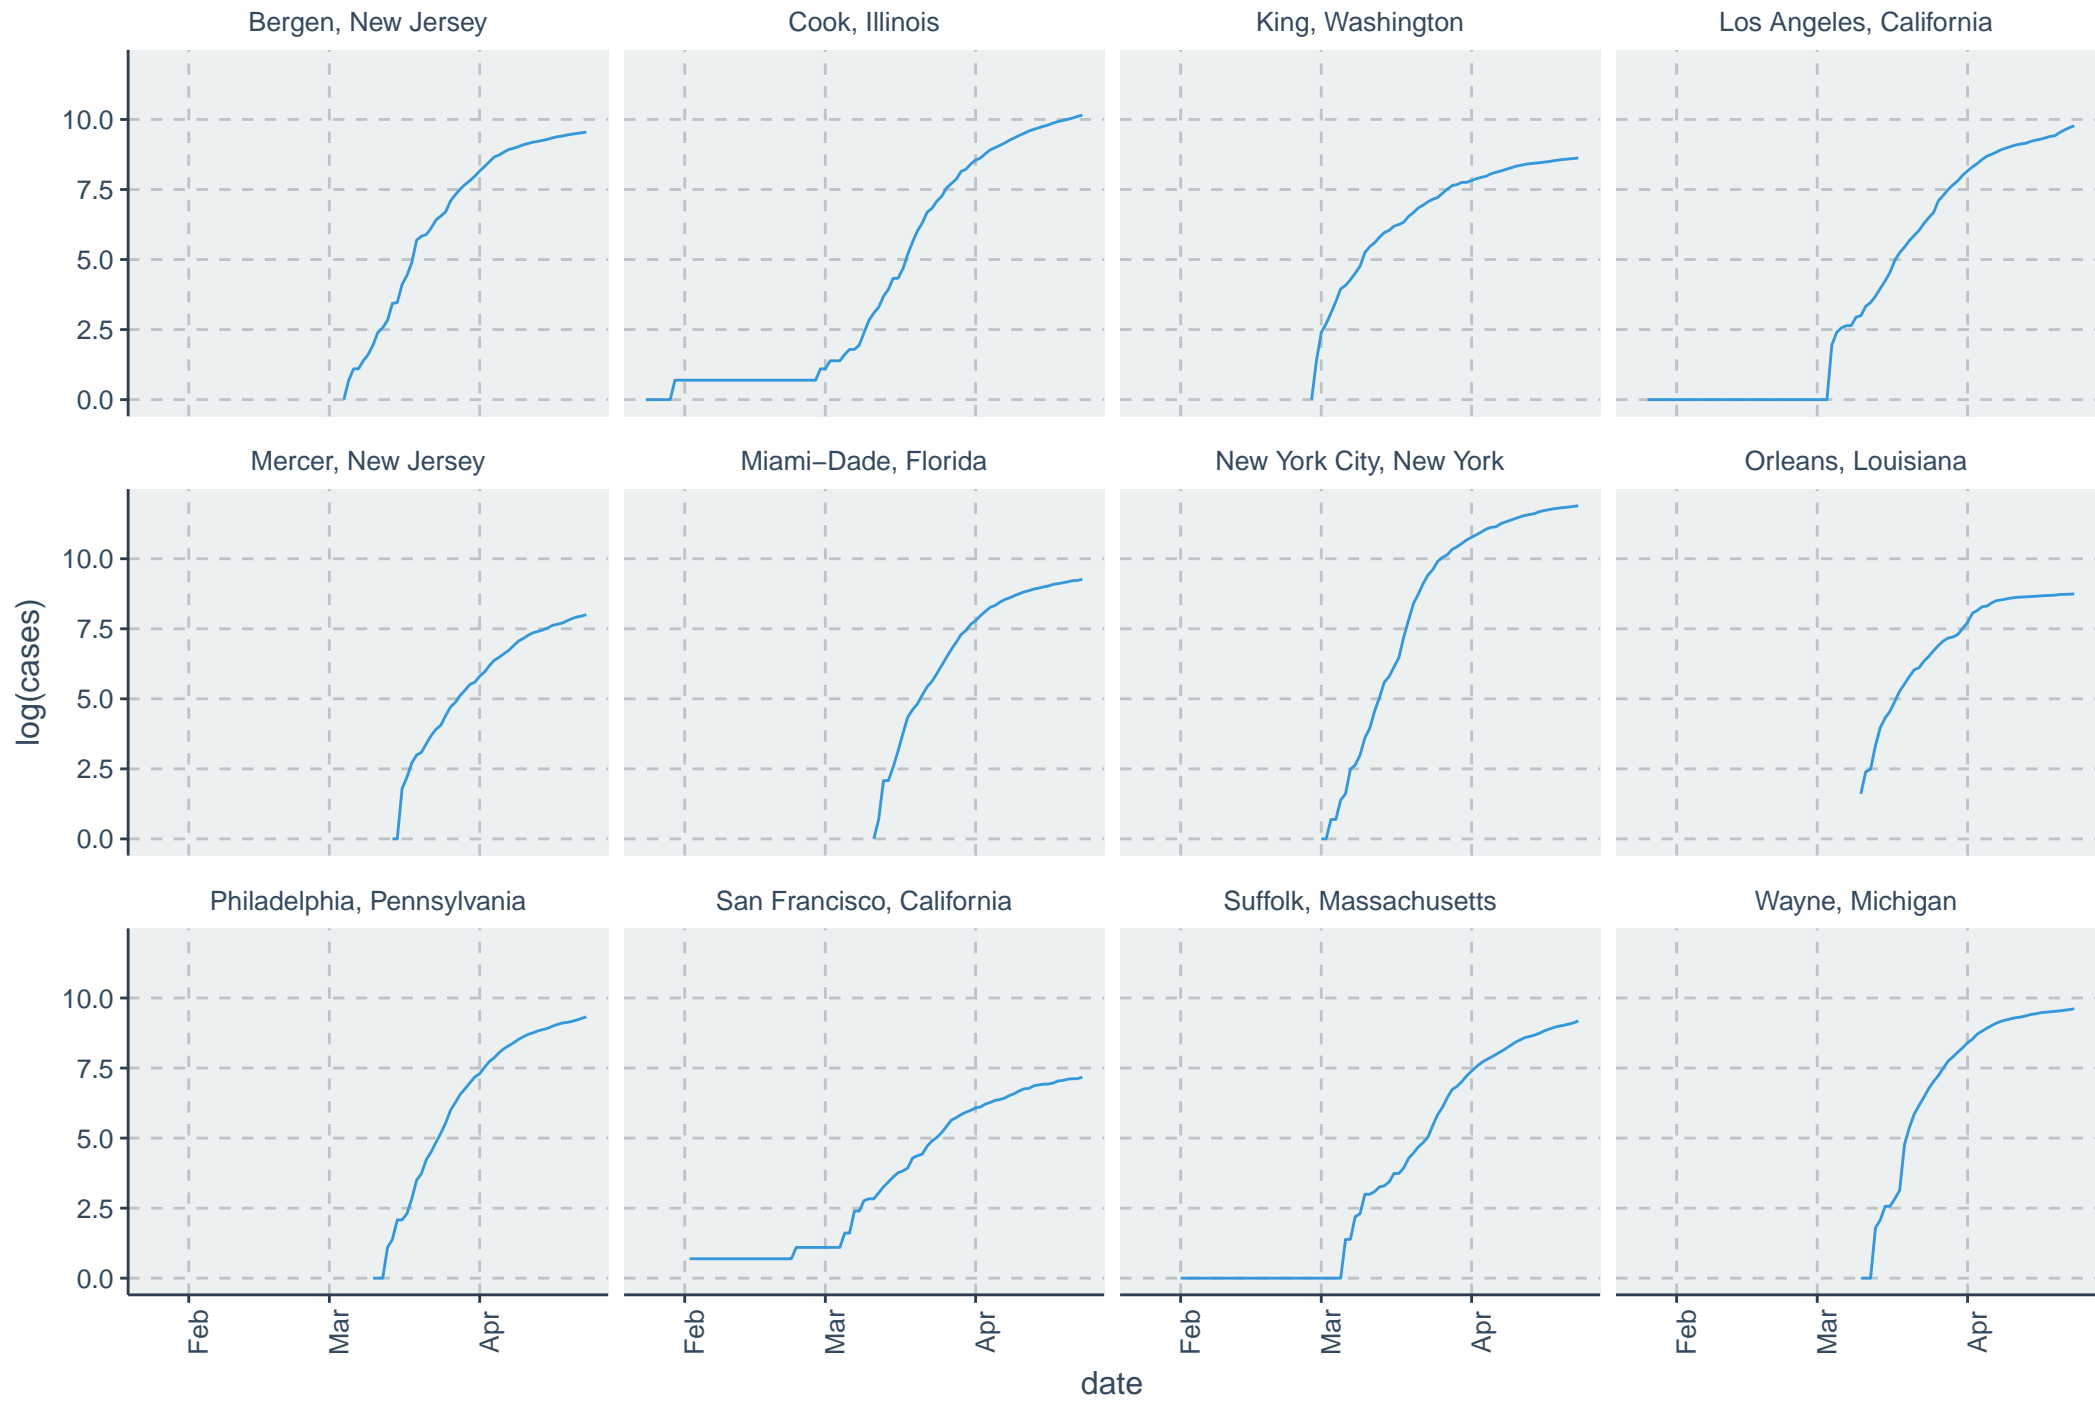 Bergen, New Jersey
Cook, Illinois
King, Washington
Los Angeles, California
10.0
7.5
5.0
2.5
0.0
Mercer, New Jersey
Miami−Dade, Florida
New York City, New York
Orleans, Louisiana
10.0
7.5
5.0
2.5
0.0
log(cases)
Philadelphia, Pennsylvania
San Francisco, California
Suffolk, Massachusetts
Wayne, Michigan
10.0
7.5
5.0
2.5
0.0
Feb
Mar
Apr
Feb
Mar
Apr
Feb
Mar
Apr
Feb
Mar
Apr
date